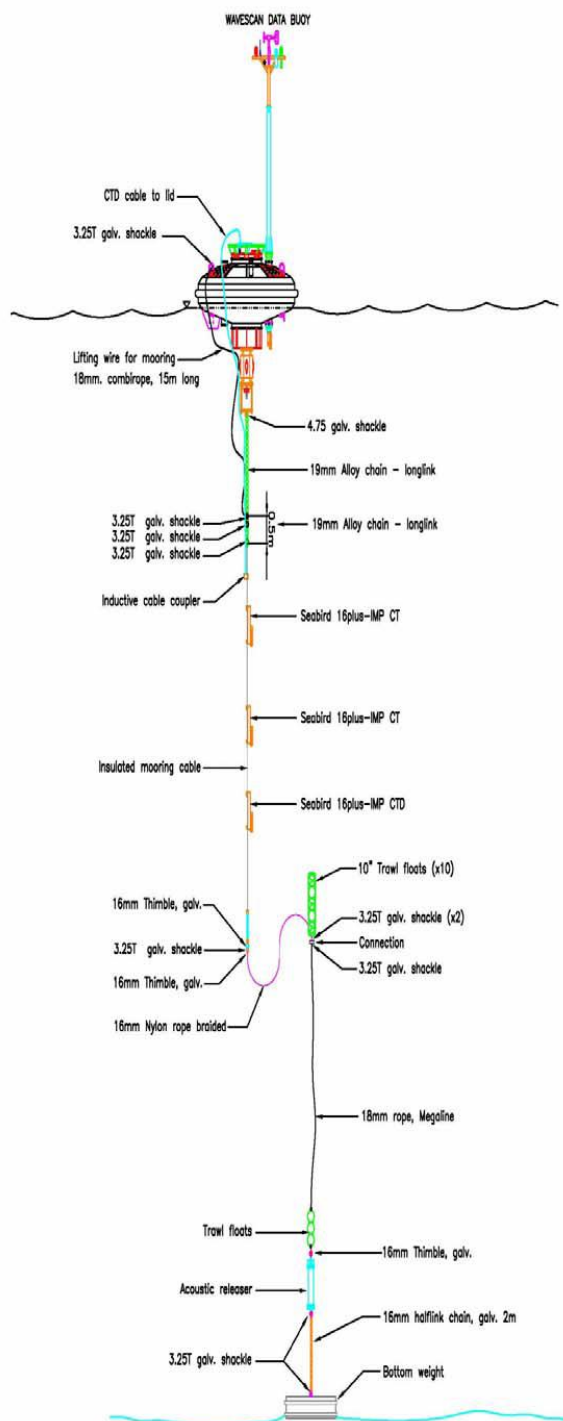 WAVESCAN DATA BUOY
CTD cable to lid
3.25T galv. shackle
Lifting wire for mooring
18mm. combirope, 15m long
4.75 galv. shackle
19mm Alloy chain - longlink
3.25T galv. shackle
3.25T galv. shackle
3.25T galv. shackle
0.5m
19mm Alloy chain - longlink
Inductive cable coupler
Seabird 16plus-IMP CT
Seabird 16plus-IMP CT
Insulated mooring cable
Seabird 16plus-IMP CTD
10" Trawl floats (x10)
16mm Thimble, galv.
3.25T galv. shackle (x2)
3.25T galv. shackle
Connection
16mm Thimble, galv.
3.25T galv. shackle
16mm Nylon rope braided
18mm rope, Megaline
Trawl floats
16mm Thimble, galv.
Acoustic releaser
16mm halflink chain, galv. 2m
3.25T galv. shackle
Bottom weight